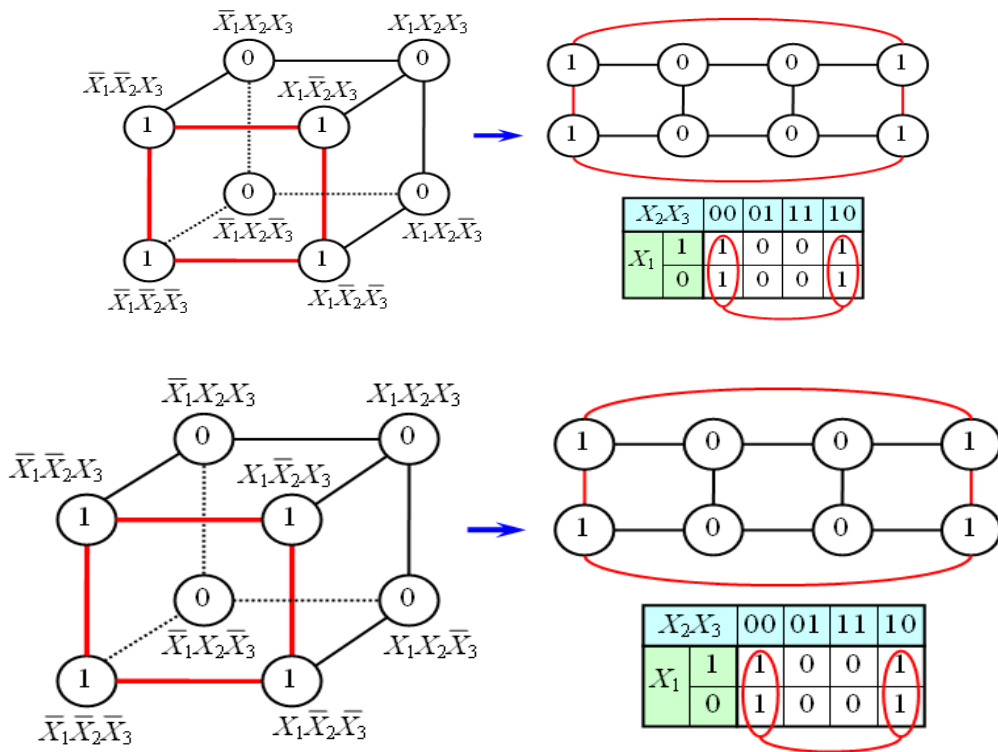 X̅₁X₂X₃ X₁X₂X₃
0 0
X̅₁X̅₂X₃ X₁X̅₂X₃
1 1
0 0
X̅₁X₂X̅₃ X₁X₂X̅₃
1 1
X̅₁X̅₂X̅₃ X₁X̅₂X̅₃
1 0 0 1
1 0 0 1
X₂X₃ 00 01 11 10
X₁ 1 1 0 0 1
0 1 0 0 1
X̅₁X₂X₃ X₁X₂X₃
0 0
X̅₁X̅₂X₃ X₁X̅₂X₃
1 1
0 0
X̅₁X₂X̅₃ X₁X₂X̅₃
1 1
X̅₁X̅₂X̅₃ X₁X̅₂X̅₃
1 0 0 1
1 0 0 1
X₂X₃ 00 01 11 10
X₁ 1 1 0 0 1
0 1 0 0 1